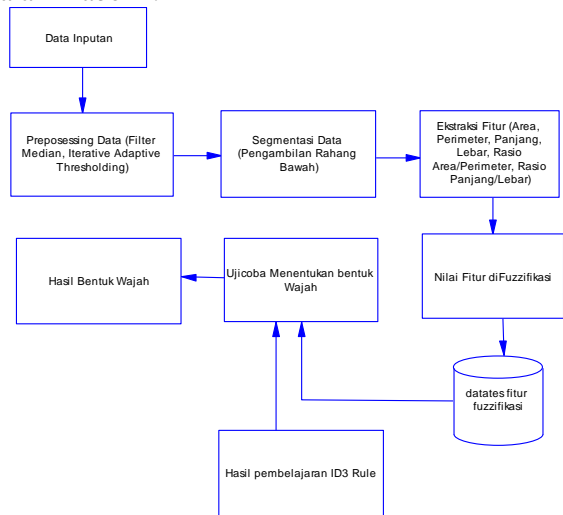 Data Inputan
Preposessing Data (Filter
Median, Iterative Adaptive
Thresholding)
Segmentasi Data
(Pengambilan Rahang
Bawah)
Ekstraksi Fitur (Area,
Perimeter, Panjang,
Lebar, Rasio
Area/Perimeter, Rasio
Panjang/Lebar)
Hasil Bentuk Wajah
Ujicoba Menentukan bentuk
Wajah
Nilai Fitur diFuzzifikasi
datates fitur
fuzzifikasi
Hasil pembelajaran ID3 Rule